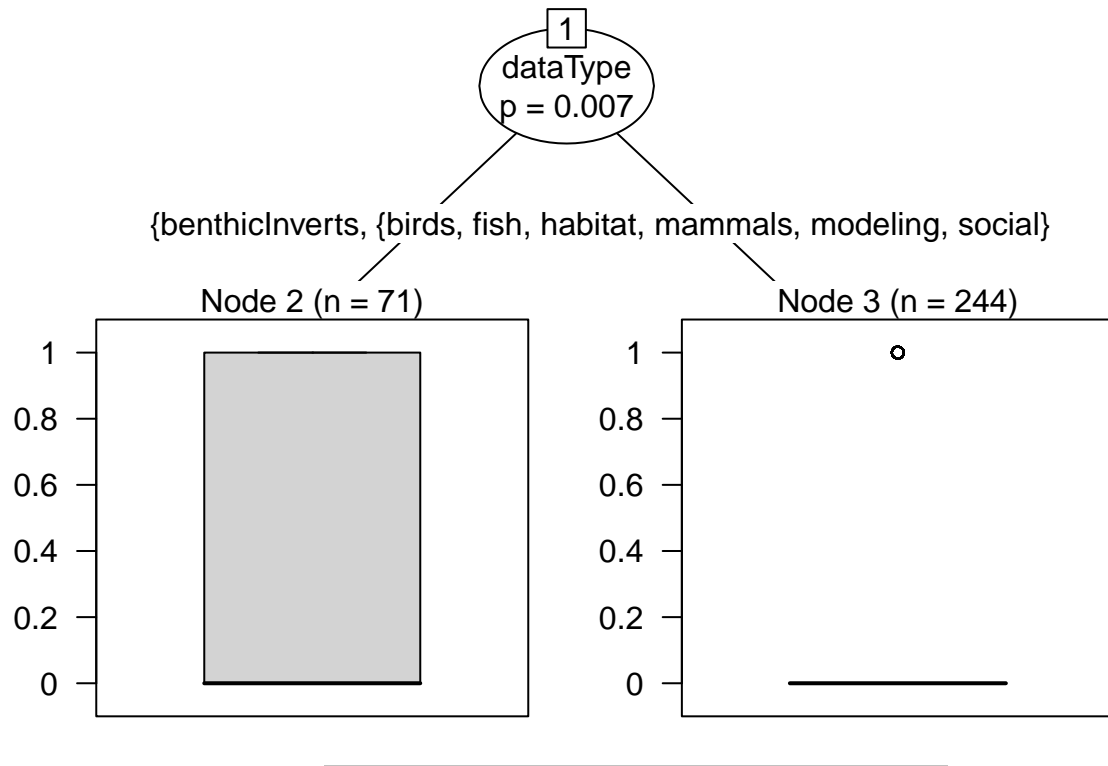 1
dataType
p = 0.007
{benthicInverts, {birds, fish, habitat, mammals, modeling, social}
Node 2 (n = 71)
Node 3 (n = 244)
1
0.8
0.6
0.4
0.2
0
1
0.8
0.6
0.4
0.2
0